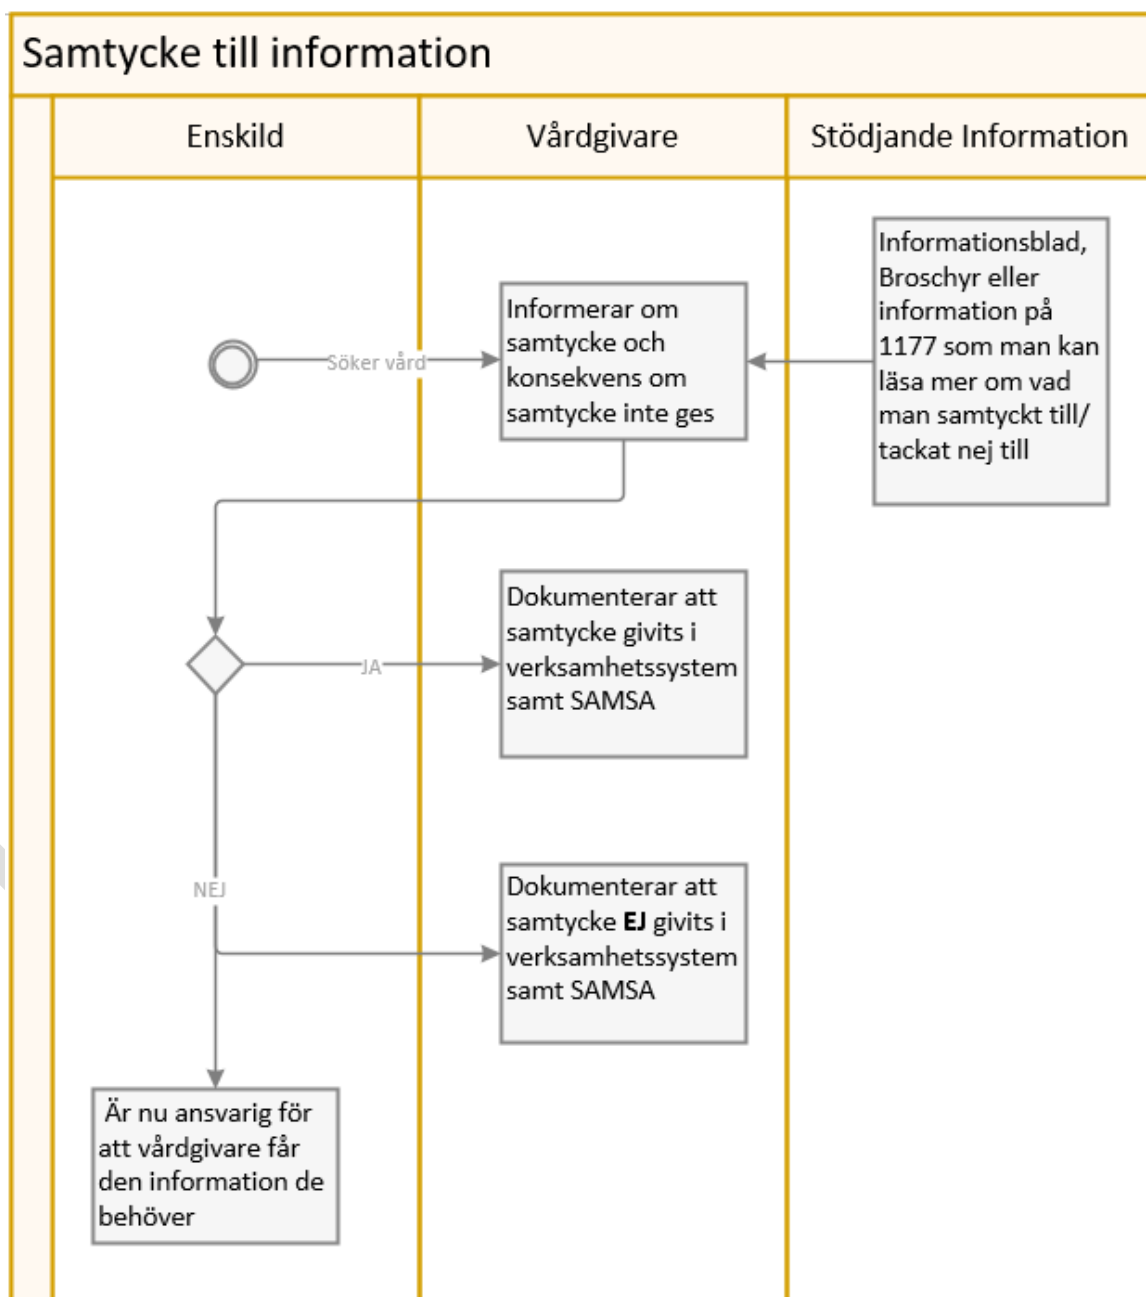 Samtycke till information
Enskild
Vårdgivare
Stödjande Information
Söker vård
Informerar om
samtycke och
konsekvens om
samtycke inte ges
Informationsblad,
Broschyr eller
information på
1177 som man kan
läsa mer om vad
man samtyckt till/
tackat nej till
JA
Dokumenterar att
samtycke givits i
verksamhetssystem
samt SAMSA
NEJ
Dokumenterar att
samtycke EJ givits i
verksamhetssystem
samt SAMSA
Är nu ansvarig för
att vårdgivare får
den information de
behöver